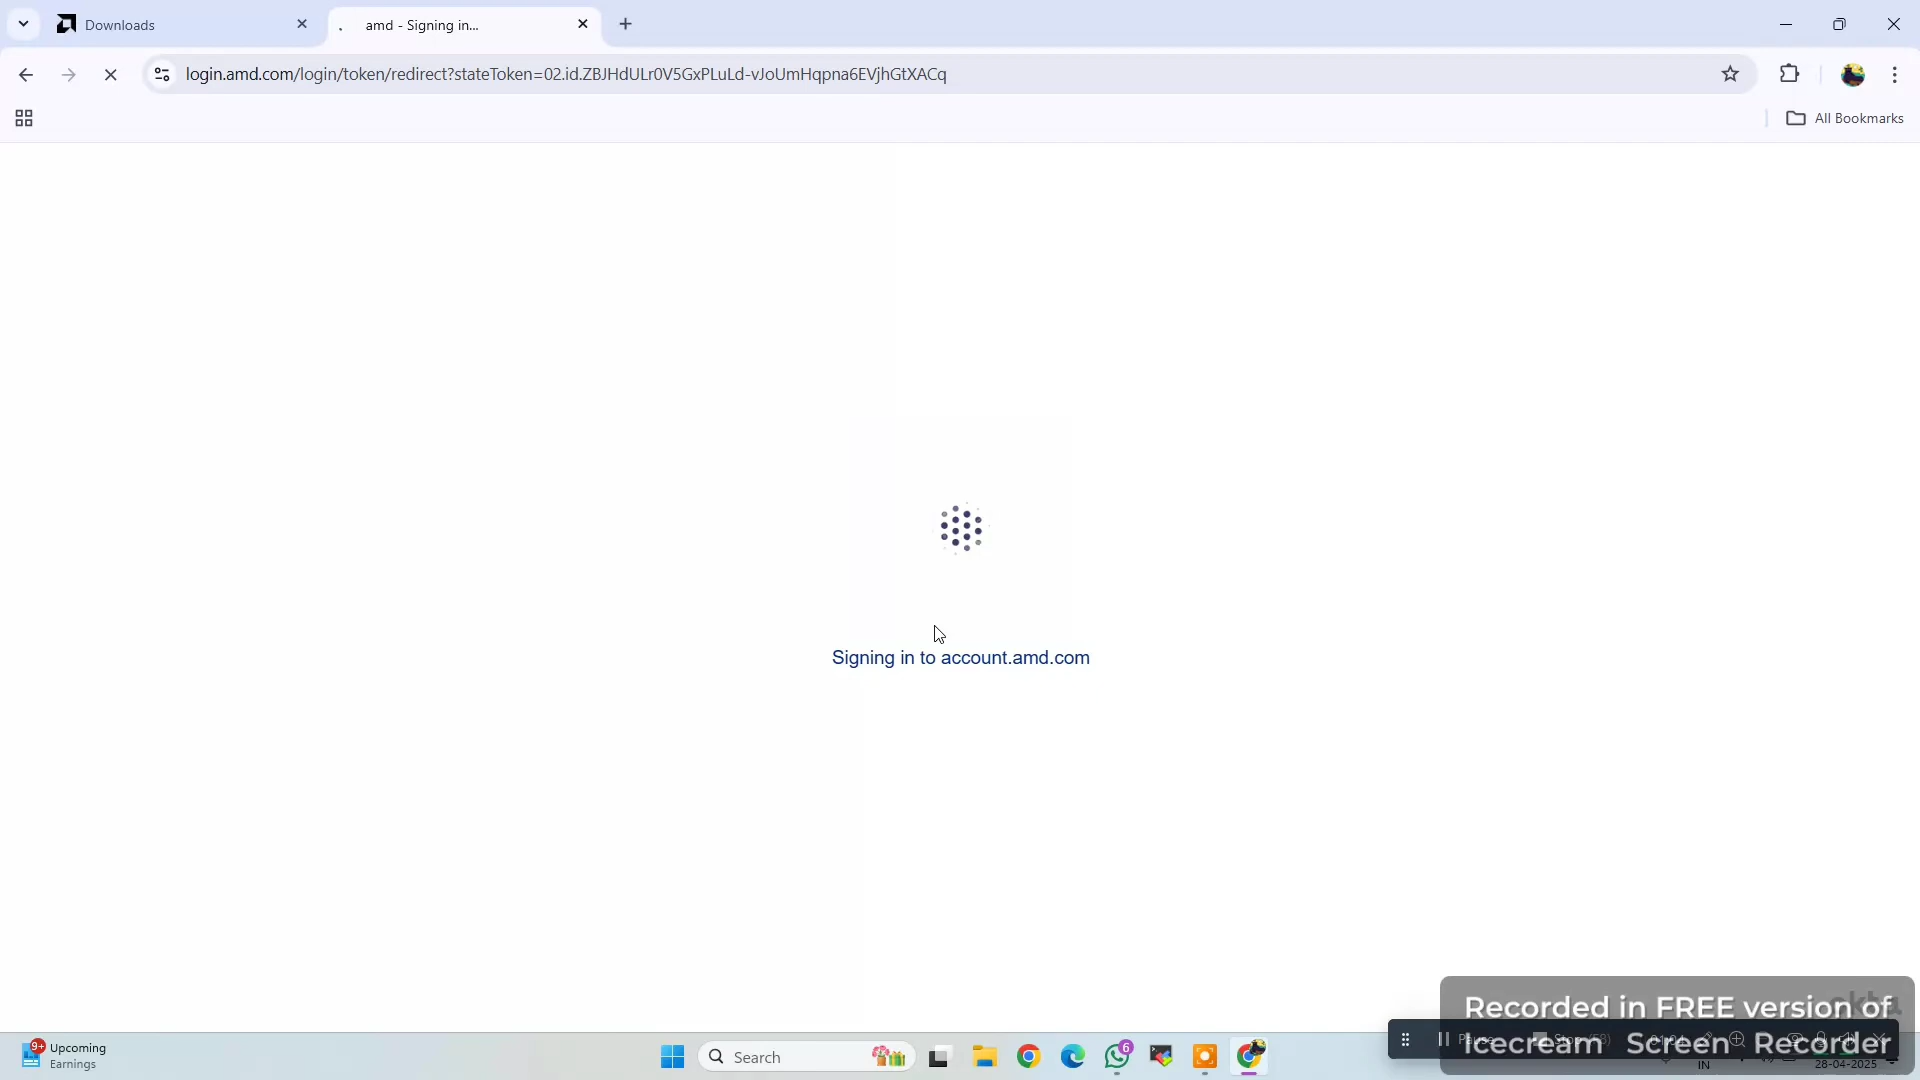 Downloads
amd - Signing in...
login.amd.com/login/token/redirect?stateToken=02.id.ZBJHdULr0V5GxPLuLd-vJoUmHqpna6EVjhGtXACq
All Bookmarks
Signing in to account.amd.com
Recorded in FREE version of
Icecream Screen Recorder
9+
Upcoming
Earnings
Search
6
IN
28-04-2025